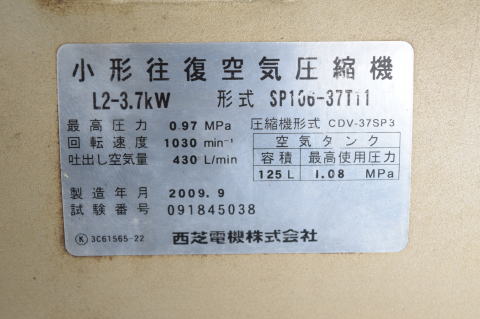 小形往復空気圧縮機
L2-3.7kW 形式 SP106-37T11
最高圧力 0.97 MPa 圧縮機形式 CDV-37SP3
回転速度 1030 min⁻¹ 空気タンク
吐出し空気量 430 L/min 容積 最高使用圧力
125 L 1.08 MPa
製造年月 2009.9
試験番号 091845038
Ⓚ 3C61565-22 西芝電機株式会社